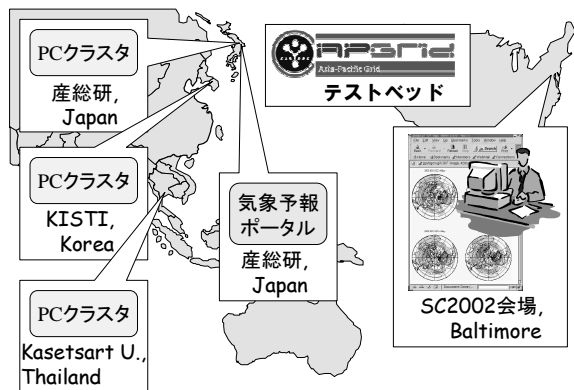 PCクラスタ
産総研,
Japan
PCクラスタ
KISTI,
Korea
PCクラスタ
Kasetsart U.,
Thailand
気象予報
ポータル
産総研,
Japan
APGrid
Asia-Pacific Grid
テストベッド
SC2002会場,
Baltimore